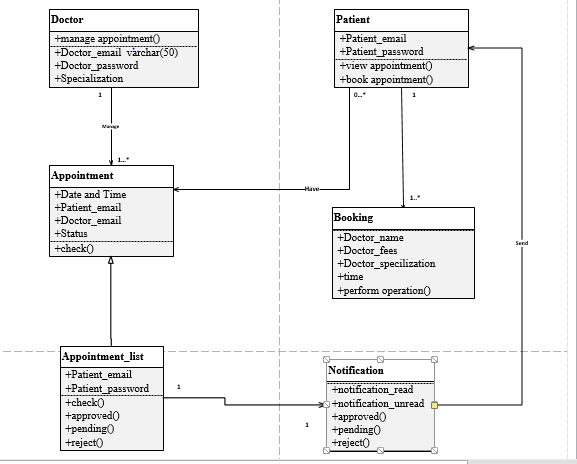 Doctor
+manage appointment()
+Doctor_email varchar(50)
+Doctor_password
+Specialization
Patient
+Patient_email
+Patient_password
+view appointment()
+book appointment()
1
0...*
1
Manage
1...*
Appointment
+Date and Time
+Patient_email
+Doctor_email
+Status
+check()
Have
1..*
Booking
+Doctor_name
+Doctor_fees
+Doctor_specilization
+time
+perform operation()
Send
Appointment_list
+Patient_email
+Patient_password
+check()
+approved()
+pending()
+reject()
1
1
Notification
+notification_read
+notification_unread
+approved()
+pending()
+reject()